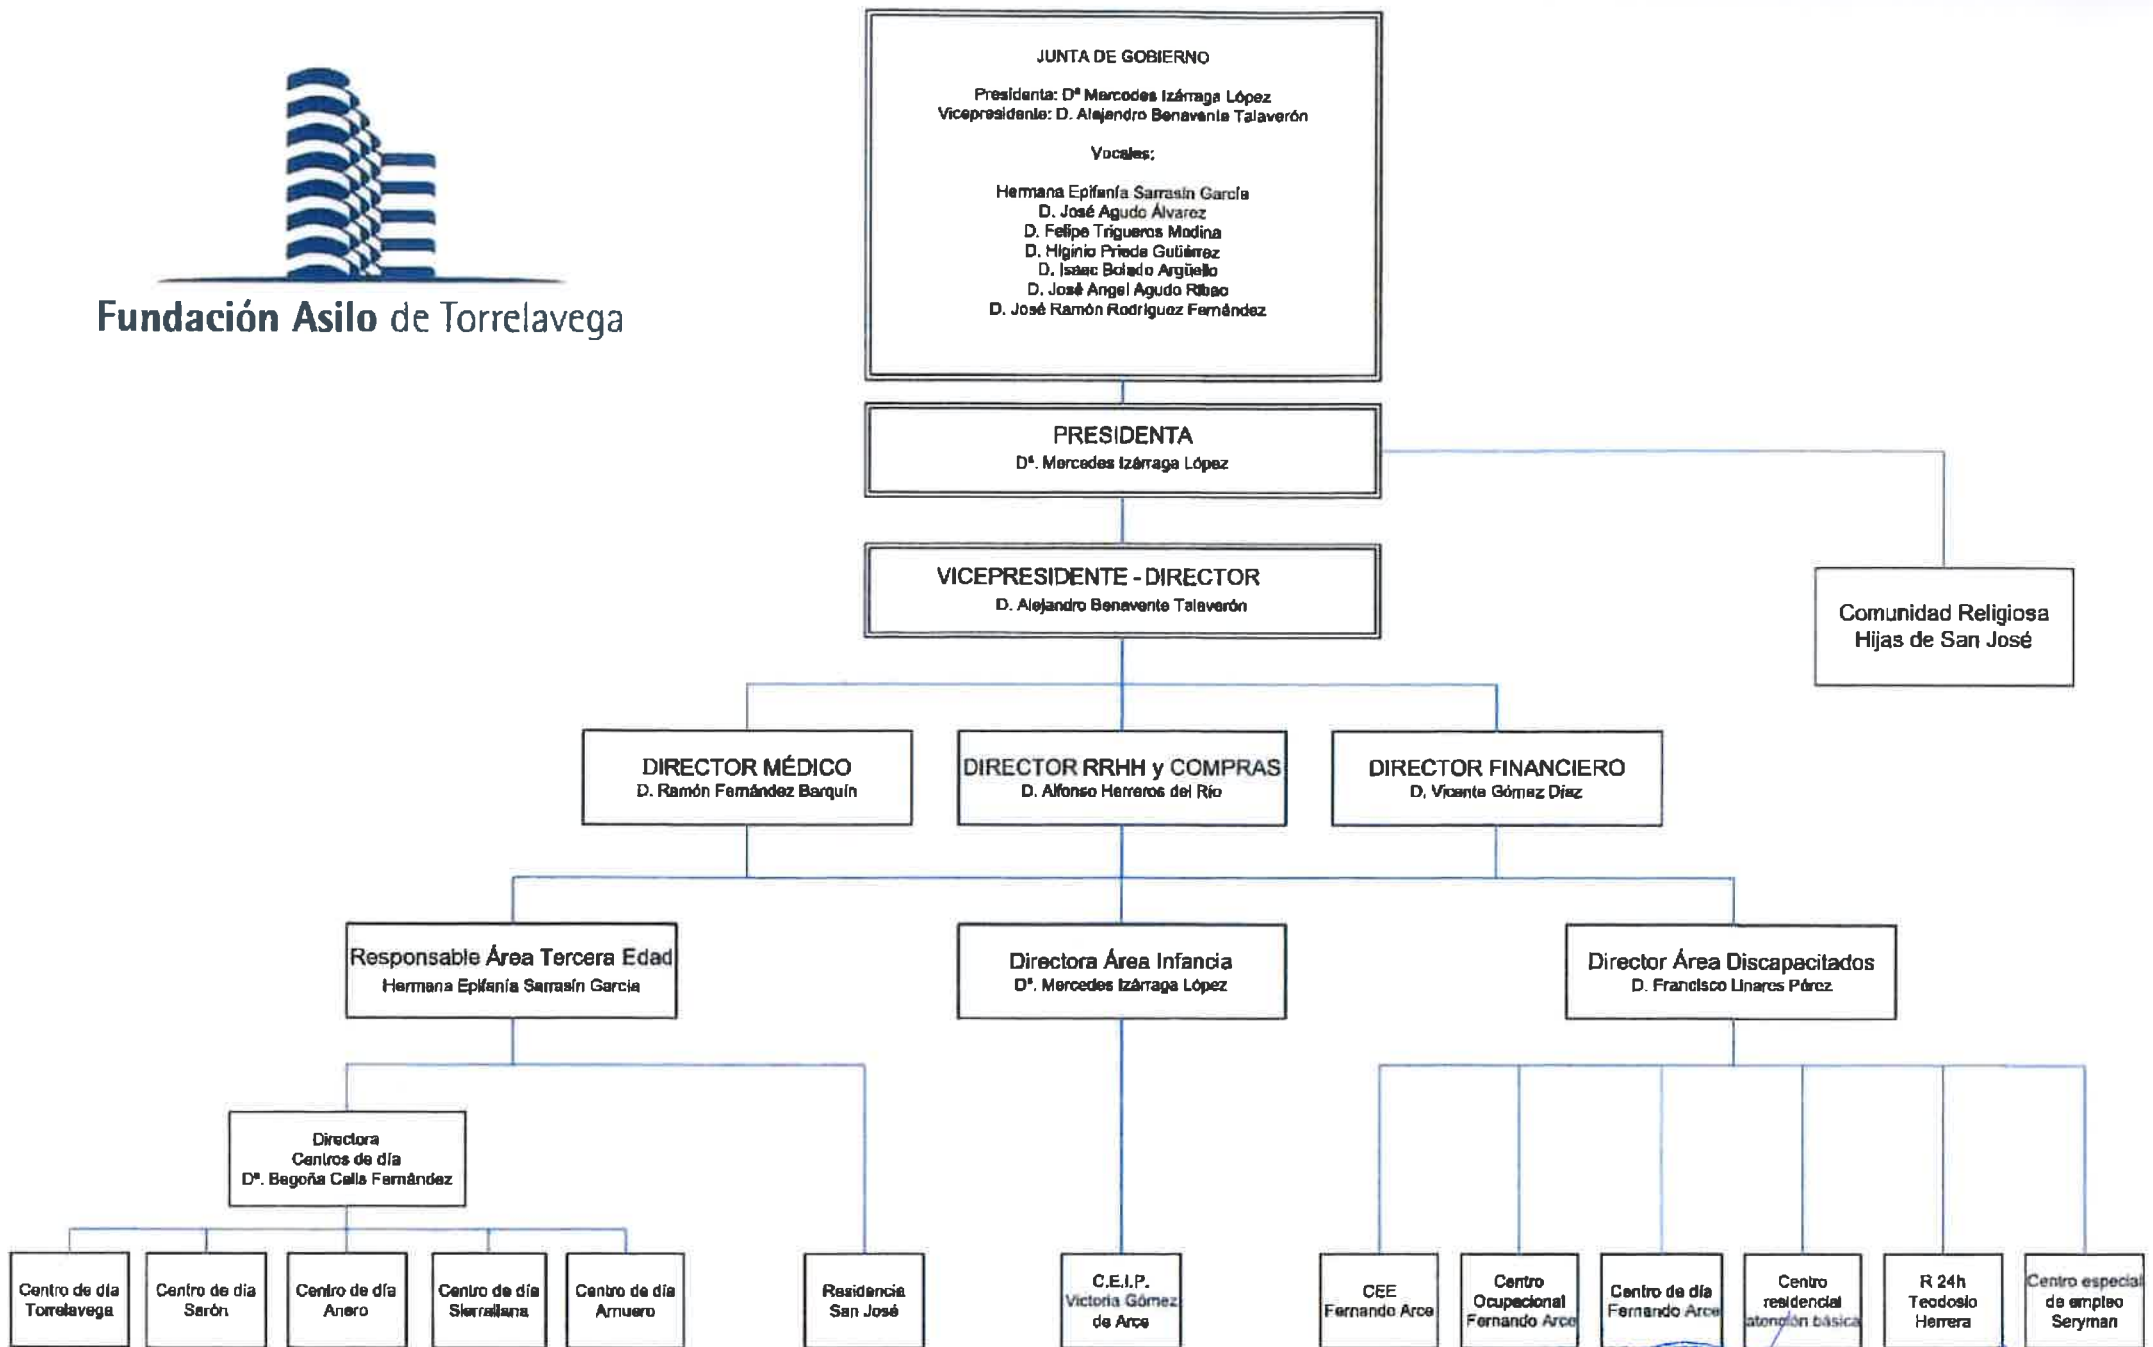 Fundación Asilo de Torrelavega
JUNTA DE GOBIERNO
Presidenta: Dª Mercedes Izárraga López
Vicepresidente: D. Alejandro Benavente Talaverón
Vocales:
Hermana Epifanía Sarrasín García
D. José Agudo Álvarez
D. Felipe Trigueros Medina
D. Higinio Priede Gutiérrez
D. Isaac Bolado Argüello
D. José Angel Agudo Ribao
D. José Ramón Rodríguez Fernández
PRESIDENTA
Dª. Mercedes Izárraga López
VICEPRESIDENTE - DIRECTOR
D. Alejandro Benavente Talaverón
Comunidad Religiosa
Hijas de San José
DIRECTOR MÉDICO
D. Ramón Fernández Barquín
DIRECTOR RRHH y COMPRAS
D. Alfonso Herreros del Río
DIRECTOR FINANCIERO
D. Vicente Gómez Díaz
Responsable Área Tercera Edad
Hermana Epifanía Sarrasín García
Directora Área Infancia
Dª. Mercedes Izárraga López
Director Área Discapacitados
D. Francisco Linares Pérez
Directora
Centros de día
Dª. Begoña Celis Fernández
Centro de día
Torrelavega
Centro de día
Sarón
Centro de día
Anero
Centro de día
Sierrallana
Centro de día
Arnuero
Residencia
San José
C.E.I.P.
Victoria Gómez
de Arce
CEE
Fernando Arce
Centro
Ocupacional
Fernando Arce
Centro de día
Fernando Arce
Centro
residencial
atención básica
R 24h
Teodosio
Herrera
Centro especial
de empleo
Seryman